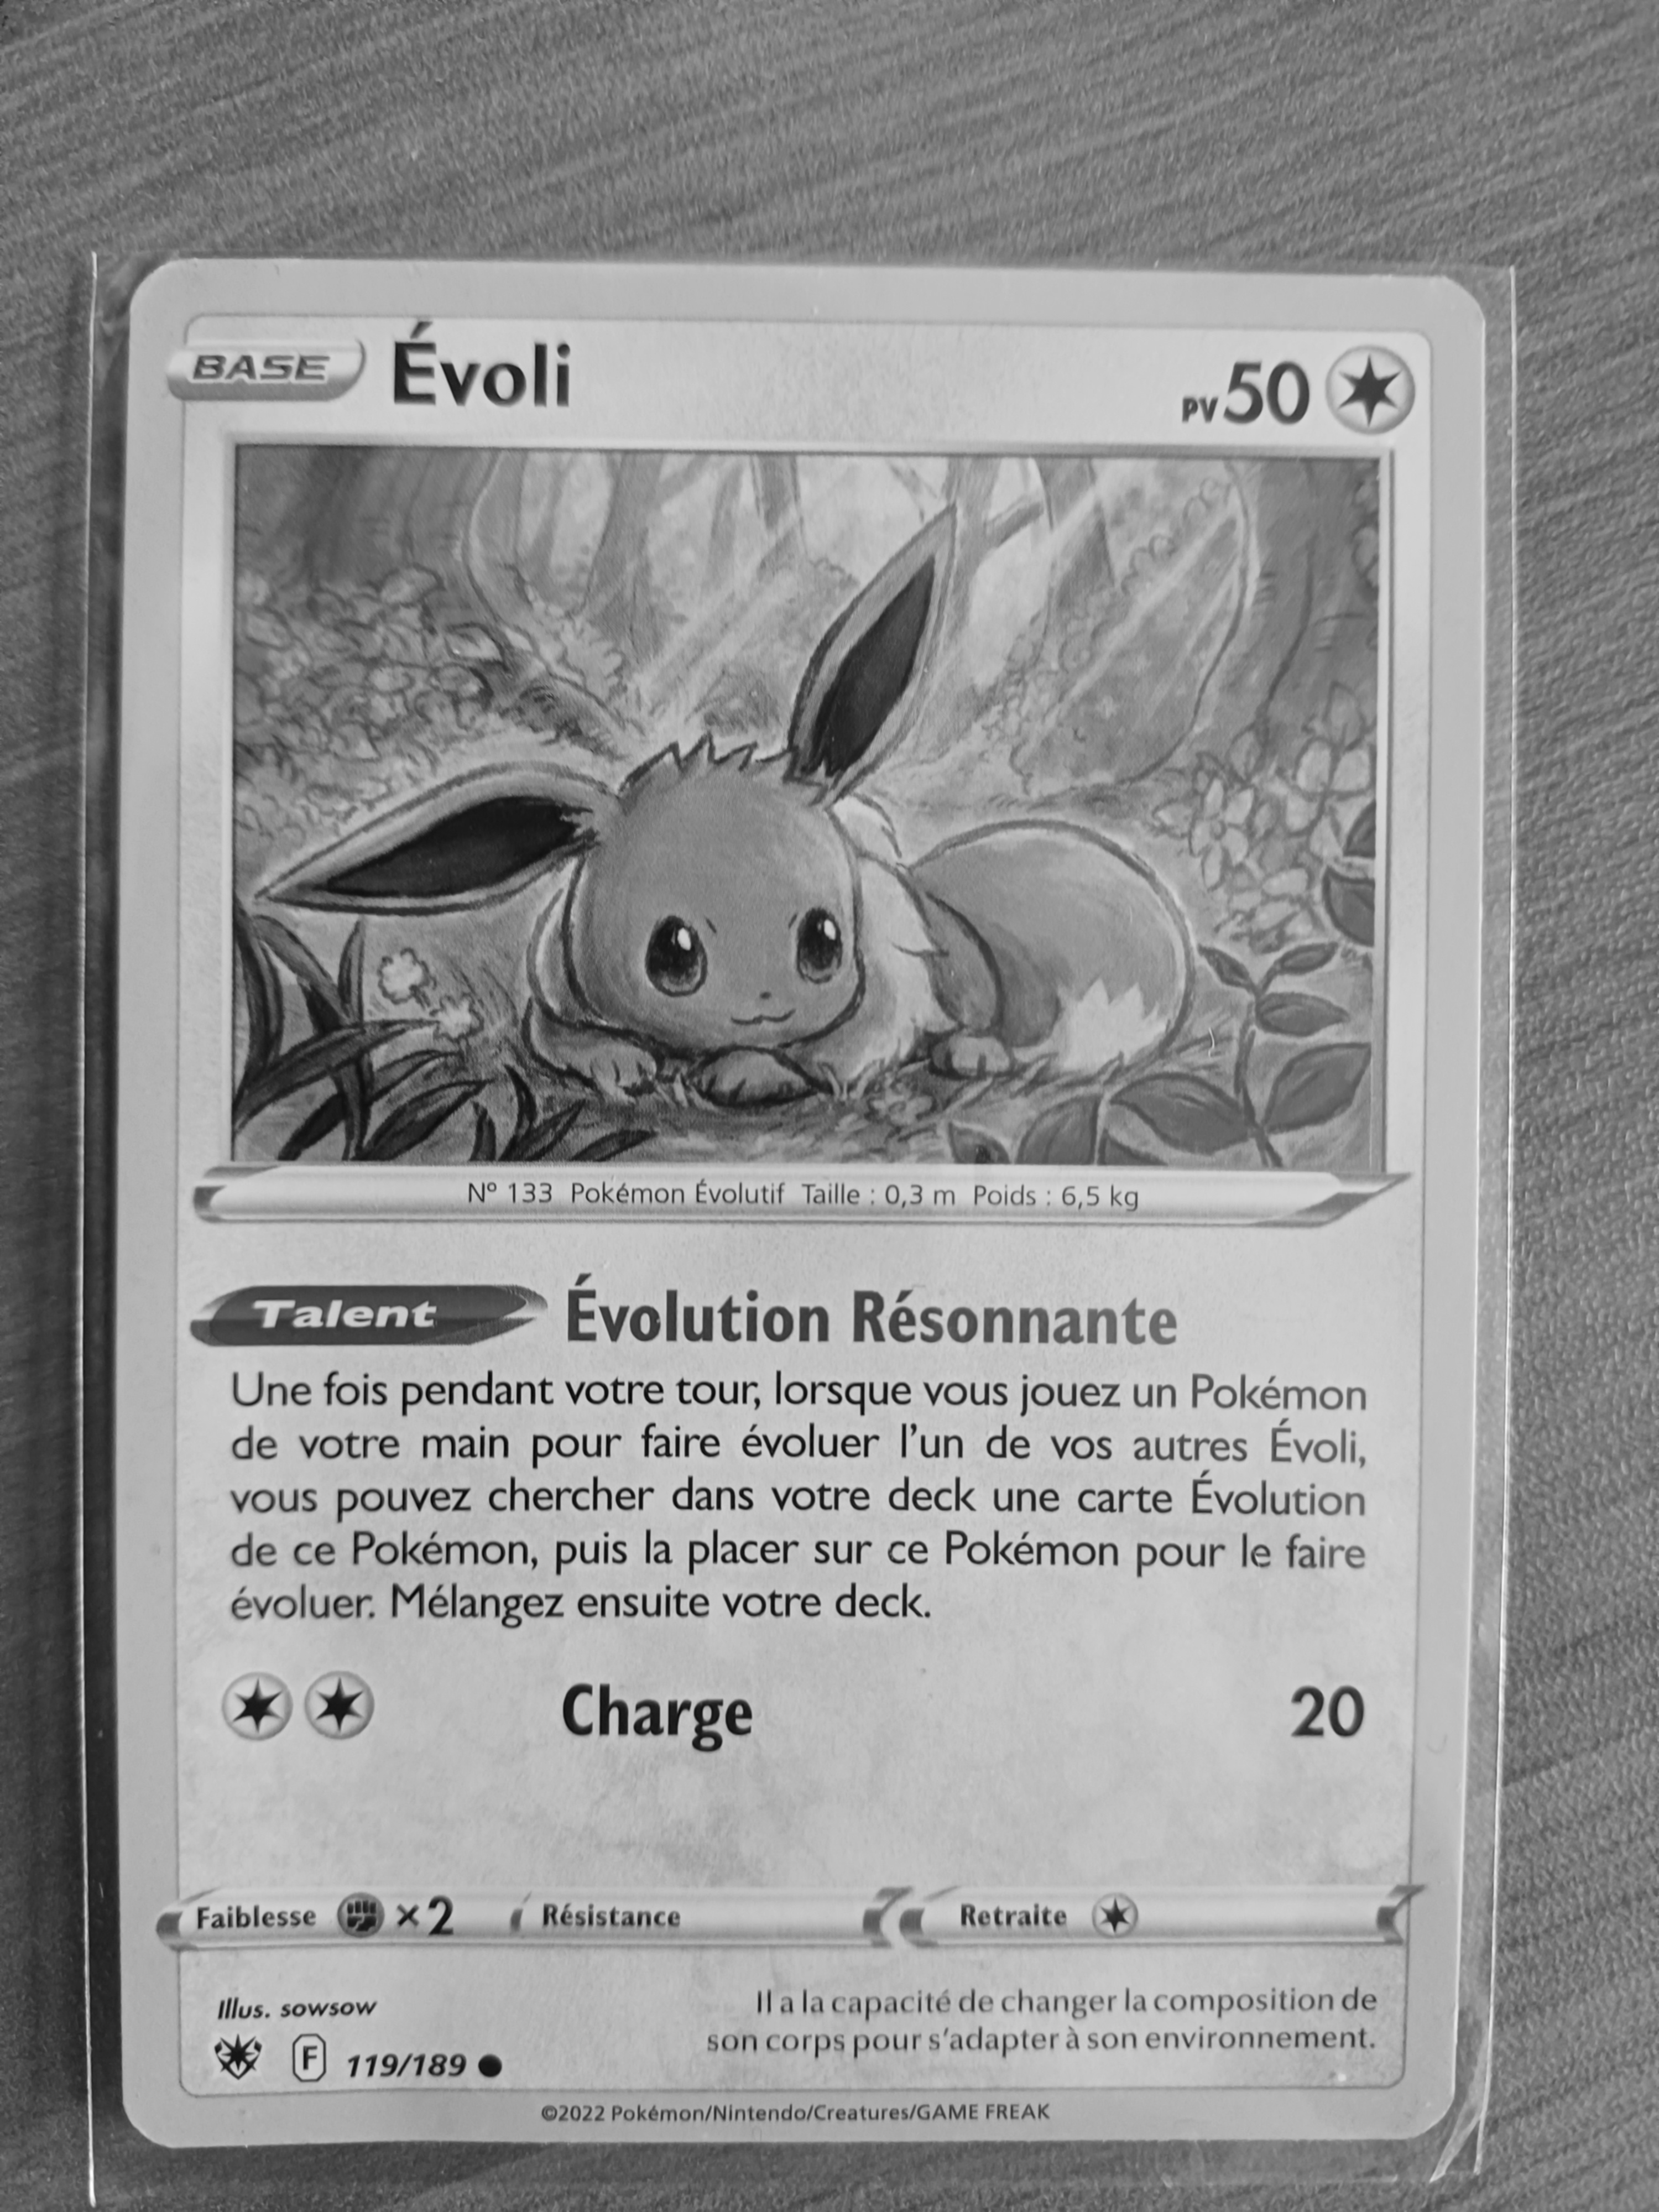 BASE Évoli PV 50
Nº 133 Pokémon Évolutif Taille : 0,3 m Poids : 6,5 kg
Talent Évolution Résonnante
Une fois pendant votre tour, lorsque vous jouez un Pokémon
de votre main pour faire évoluer l'un de vos autres Évoli,
vous pouvez chercher dans votre deck une carte Évolution
de ce Pokémon, puis la placer sur ce Pokémon pour le faire
évoluer. Mélangez ensuite votre deck.
Charge 20
Faiblesse ×2 Résistance Retraite
Illus. sowsow
F 119/189
Il a la capacité de changer la composition de
son corps pour s'adapter à son environnement.
©2022 Pokémon/Nintendo/Creatures/GAME FREAK